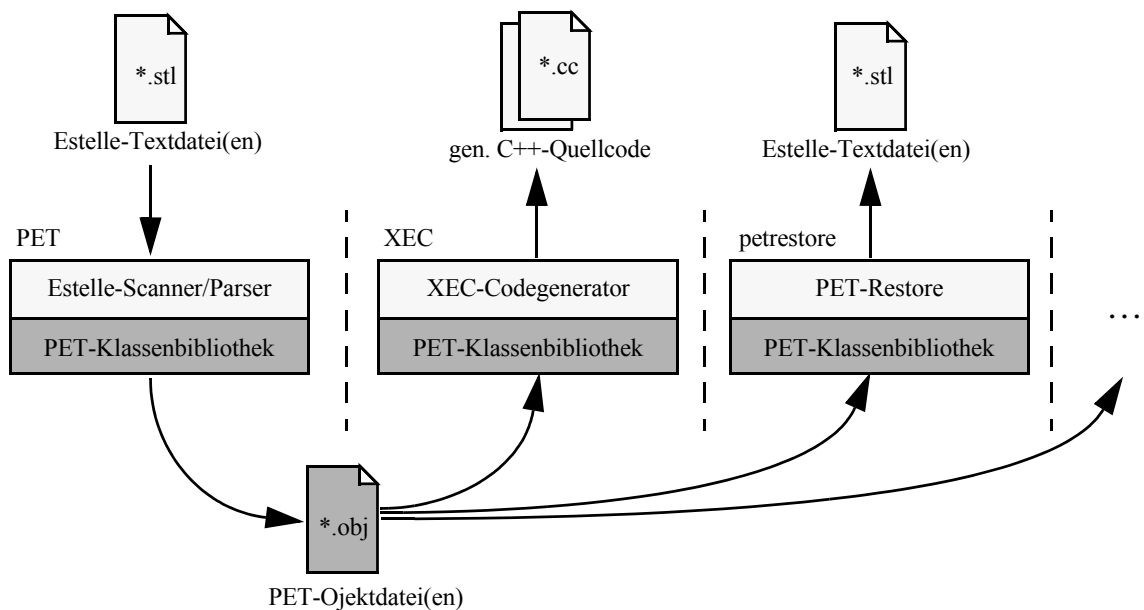 *.stl
Estelle-Textdatei(en)
*.cc
gen. C++-Quellcode
*.stl
Estelle-Textdatei(en)
PET
Estelle-Scanner/Parser
PET-Klassenbibliothek
XEC
XEC-Codegenerator
PET-Klassenbibliothek
petrestore
PET-Restore
PET-Klassenbibliothek
...
*.obj
PET-Ojektdatei(en)